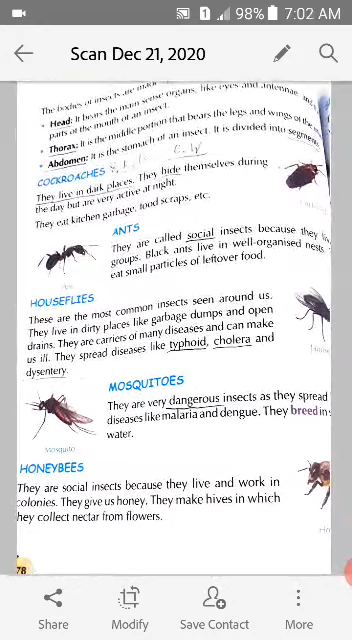 98% 7:02 AM
Scan Dec 21, 2020
The bodies of insects are
Head: It bears the main sense organs, like eyes and antennae and
parts of the mouth of an insect.
Thorax: It is the middle portion that bears the legs and wings of the
Abdomen: It is the stomach of an insect. It is divided into segments
COCKROACHES
They live in dark places. They hide themselves during
the day but are very active at night.
They eat kitchen garbage, food scraps, etc.
ANTS
They are called social insects because they
groups. Black ants live in well-organised nests
eat small particles of leftover food.
Ant
HOUSEFLIES
These are the most common insects seen around us.
They live in dirty places like garbage dumps and open
drains. They are carriers of many diseases and can make
us ill. They spread diseases like typhoid, cholera and
dysentery.
MOSQUITOES
They are very dangerous insects as they spread
diseases like malaria and dengue. They breed in
water.
Mosquito
HONEYBEES
They are social insects because they live and work in
colonies. They give us honey. They make hives in which
hey collect nectar from flowers.
78
Share Modify Save Contact More